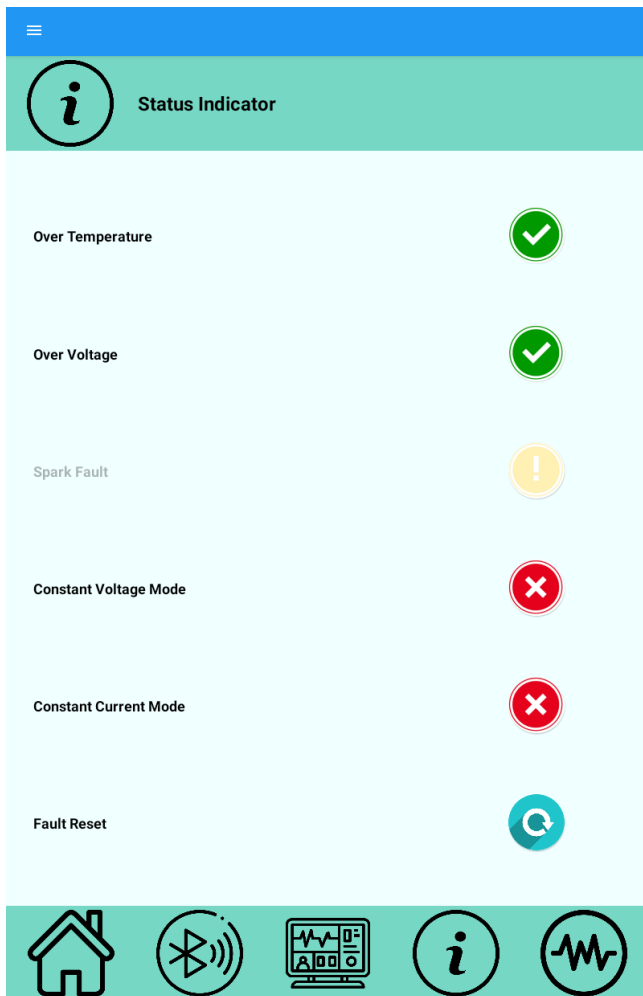 Status Indicator
Over Temperature
Over Voltage
Spark Fault
Constant Voltage Mode
Constant Current Mode
Fault Reset